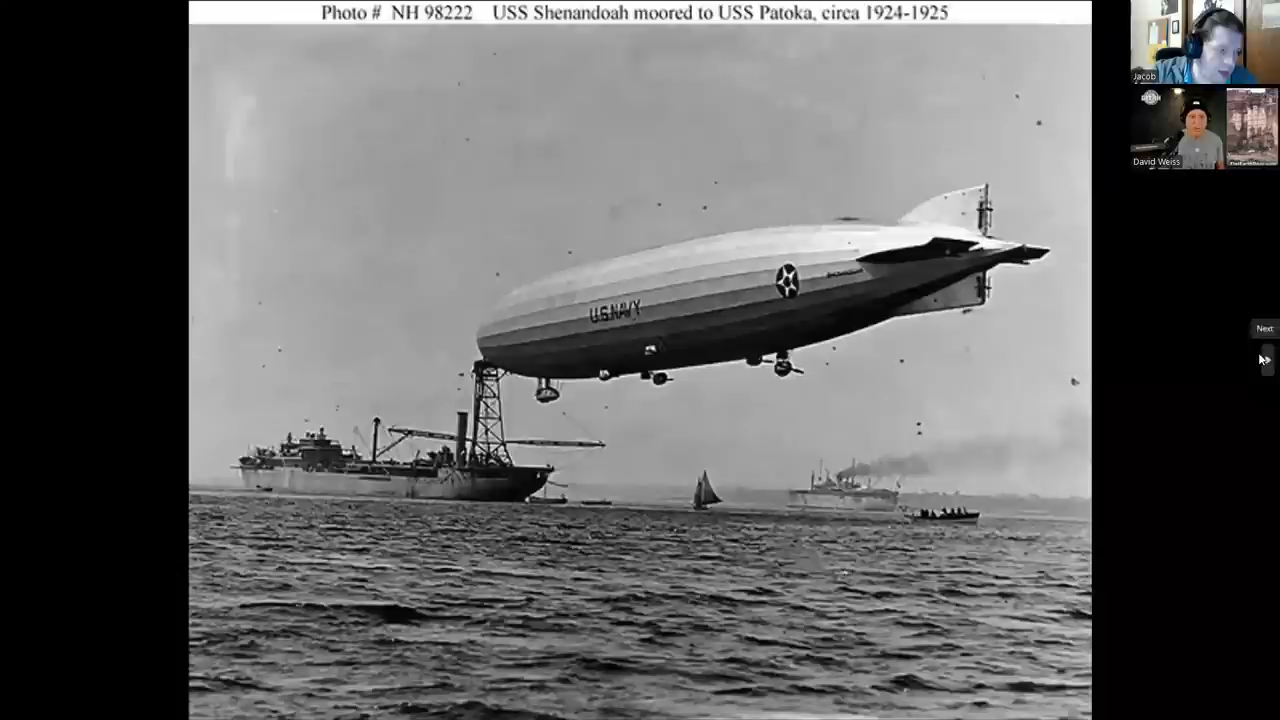 Photo # NH 98222 USS Shenandoah moored to USS Patoka, circa 1924-1925
U.S. NAVY
Jacob
David Weiss
Next